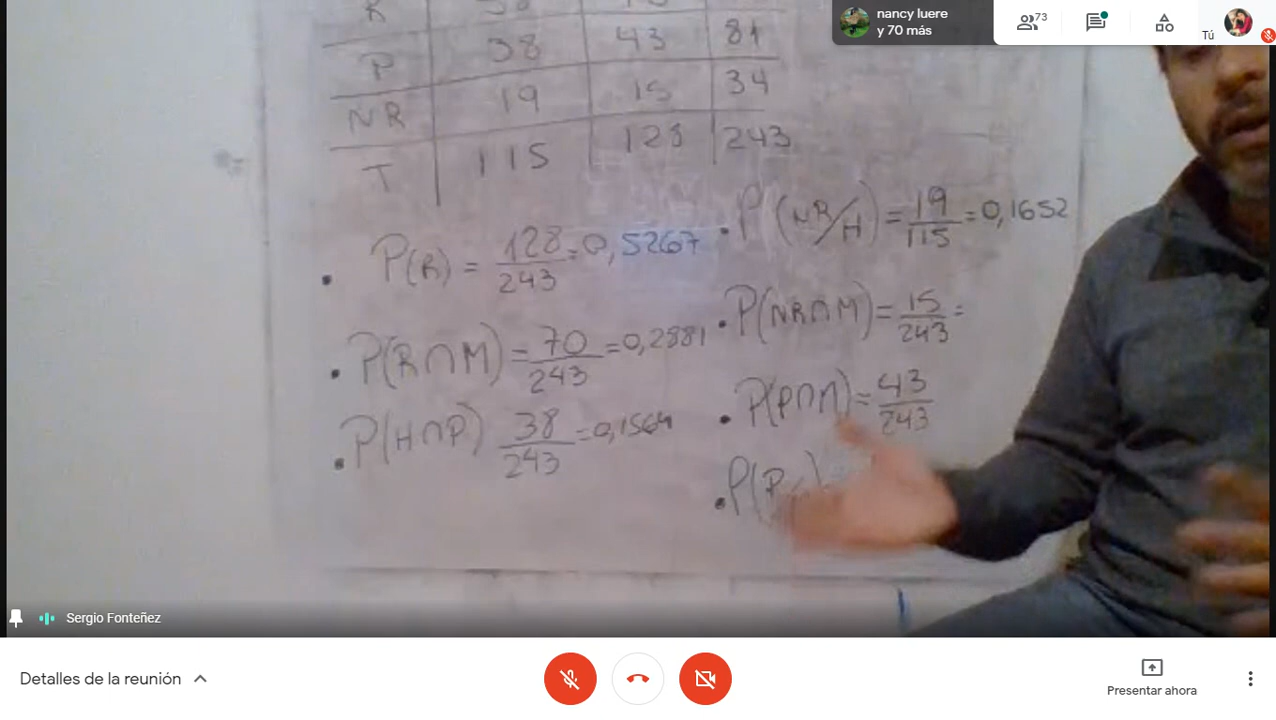 nancy luere
y 70 más
73
Tú
R
P 38 43 81
NR 19 15 34
T 115 128 243
P(R) = 128/243 = 0,5267
P(R∩M) = 70/243 = 0,2881
P(H∩P) 38/243 = 0,1564
P(NR/H) = 19/115 = 0,1652
P(NR∩M) = 15/243 =
P(P∩M) = 43/243
Sergio Fonteñez
Detalles de la reunión
Presentar ahora